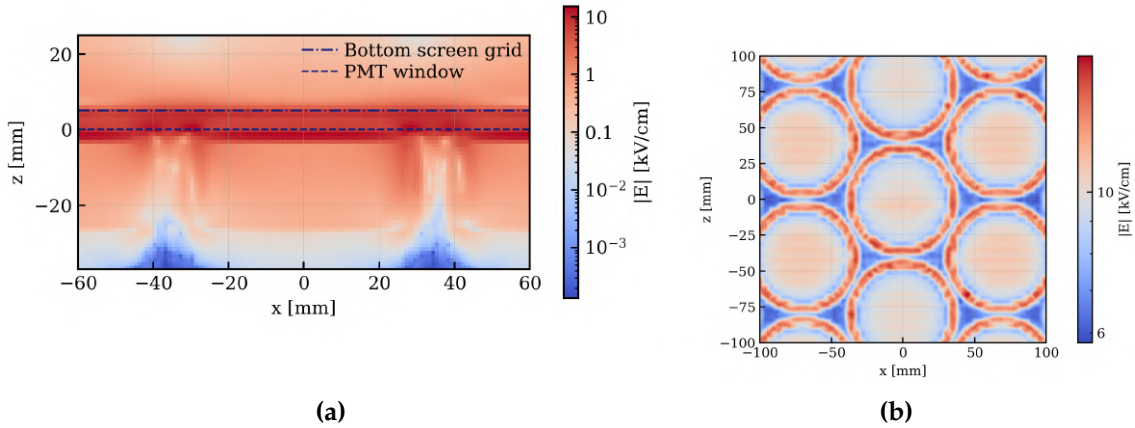 10
1
0.1
10⁻²
10⁻³
|E| [kV/cm]
Bottom screen grid
PMT window
20
0
−20
z [mm]
−60 −40 −20 0 20 40 60
x [mm]
(a)
100
75
50
25
0
−25
−50
−75
−100
z [mm]
−100 −50 0 50 100
x [mm]
10
6
|E| [kV/cm]
(b)